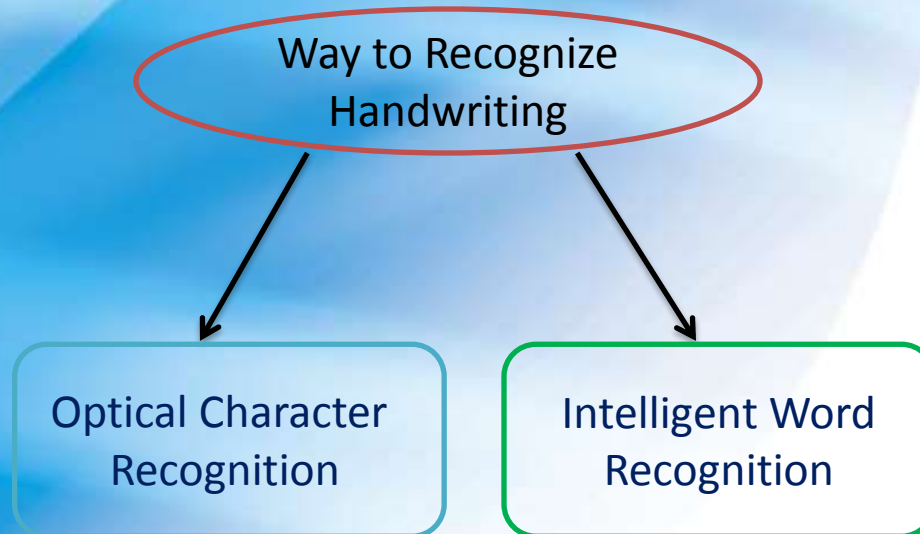 Way to Recognize
Handwriting
Optical Character
Recognition
Intelligent Word
Recognition